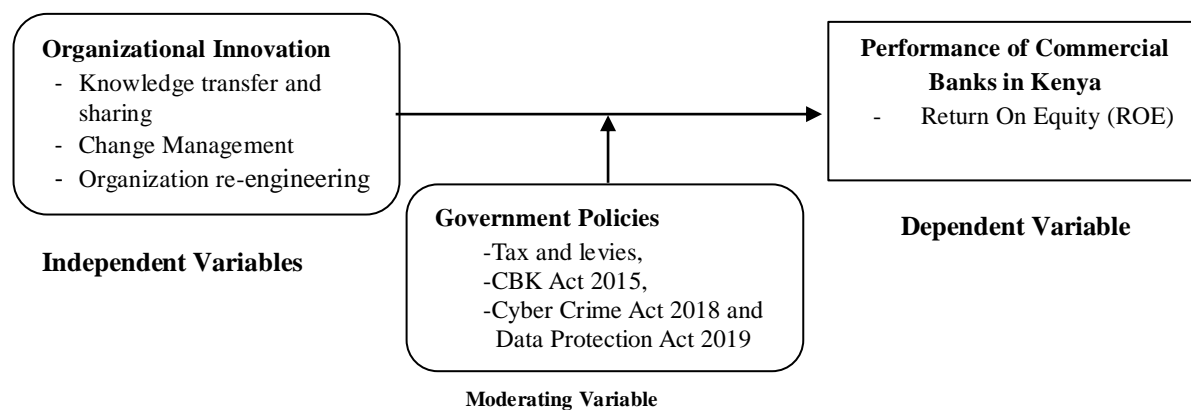 Organizational Innovation
- Knowledge transfer and
sharing
- Change Management
- Organization re-engineering
Independent Variables
Government Policies
-Tax and levies,
-CBK Act 2015,
-Cyber Crime Act 2018 and
Data Protection Act 2019
Moderating Variable
Performance of Commercial
Banks in Kenya
- Return On Equity (ROE)
Dependent Variable